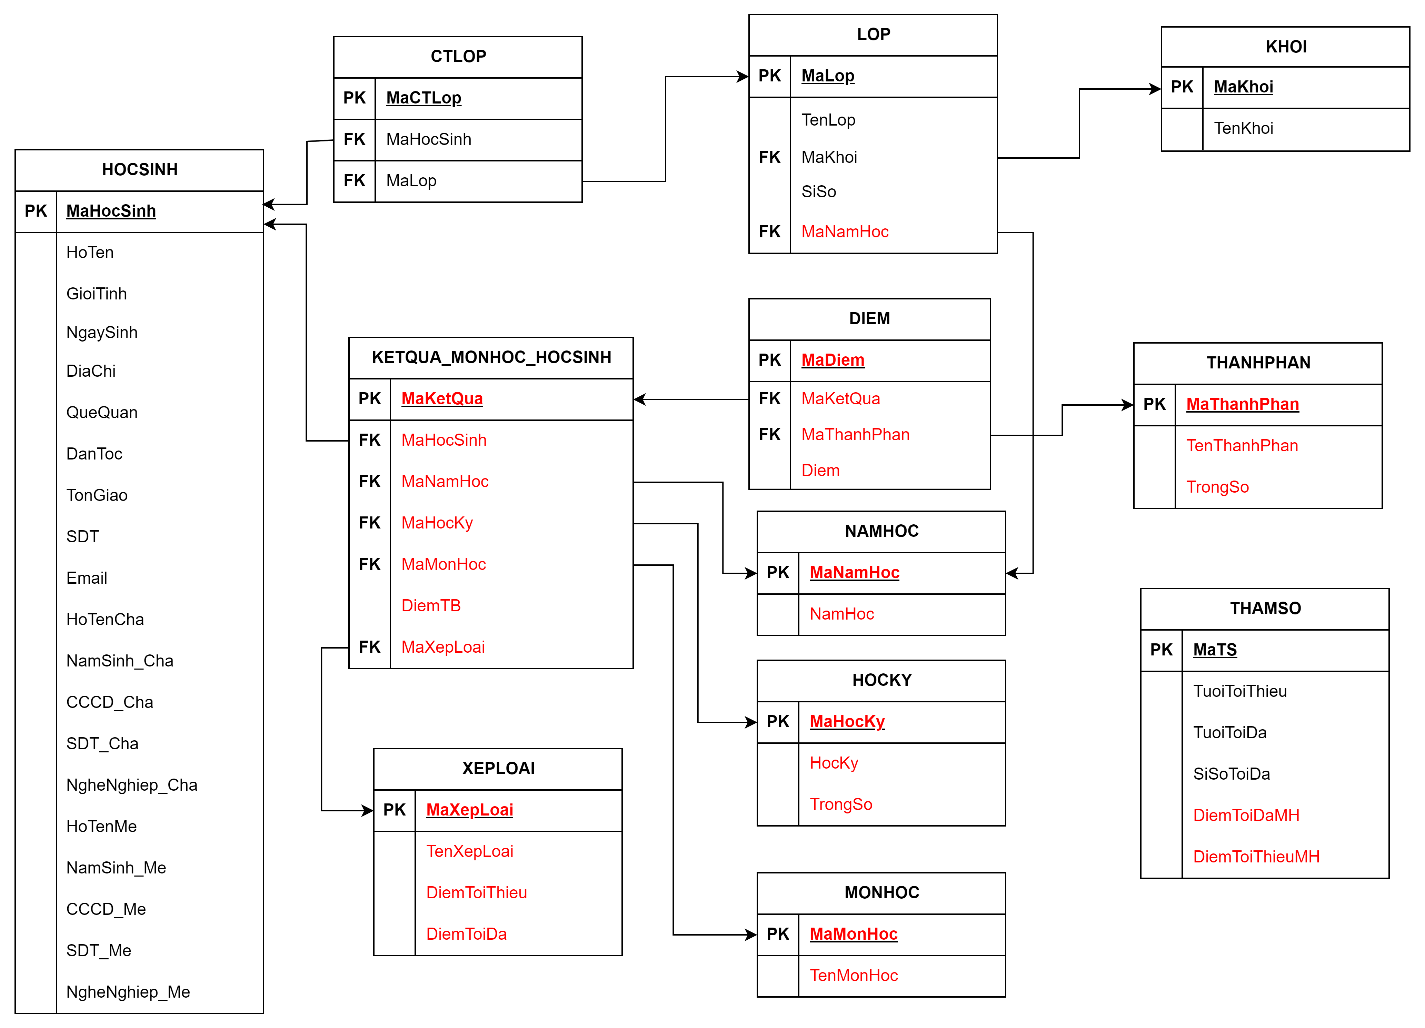 CTLOP
PK MaCTLop
FK MaHocSinh
FK MaLop
LOP
PK MaLop
TenLop
FK MaKhoi
SiSo
FK MaNamHoc
KHOI
PK MaKhoi
TenKhoi
HOCSINH
PK MaHocSinh
HoTen
GioiTinh
NgaySinh
DiaChi
QueQuan
DanToc
TonGiao
SDT
Email
HoTenCha
NamSinh_Cha
CCCD_Cha
SDT_Cha
NgheNghiep_Cha
HoTenMe
NamSinh_Me
CCCD_Me
SDT_Me
NgheNghiep_Me
KETQUA_MONHOC_HOCSINH
PK MaKetQua
FK MaHocSinh
FK MaNamHoc
FK MaHocKy
FK MaMonHoc
DiemTB
FK MaXepLoai
DIEM
PK MaDiem
FK MaKetQua
FK MaThanhPhan
Diem
THANHPHAN
PK MaThanhPhan
TenThanhPhan
TrongSo
NAMHOC
PK MaNamHoc
NamHoc
HOCKY
PK MaHocKy
HocKy
TrongSo
THAMSO
PK MaTS
TuoiToiThieu
TuoiToiDa
SiSoToiDa
DiemToiDaMH
DiemToiThieuMH
XEPLOAI
PK MaXepLoai
TenXepLoai
DiemToiThieu
DiemToiDa
MONHOC
PK MaMonHoc
TenMonHoc